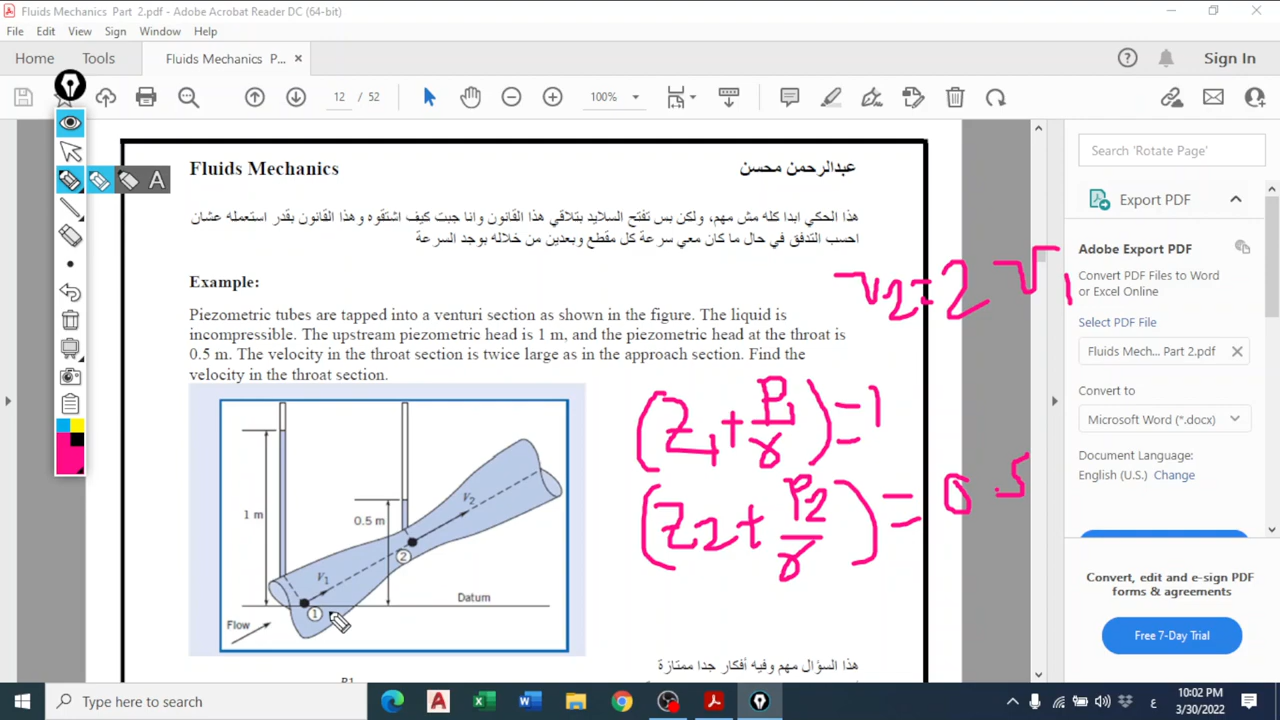 Fluids Mechanics Part 2.pdf - Adobe Acrobat Reader DC (64-bit)
File Edit View Sign Window Help
Home Tools Fluids Mechanics P... × Sign In
12 / 52 100%
Fluids Mechanics عبدالرحمن محسن
هذا الحكي ابدا كله مش مهم، ولكن بس تفتح السلايد بتلاقي هذا القانون وانا جبت كيف اشتقوه وهذا القانون بقدر استعمله عشان
احسب التدفق في حال ما كان معي سرعة كل مقطع وبعدين من خلاله بوجد السرعة
Example:
Piezometric tubes are tapped into a venturi section as shown in the figure. The liquid is
incompressible. The upstream piezometric head is 1 m, and the piezometric head at the throat is
0.5 m. The velocity in the throat section is twice large as in the approach section. Find the
velocity in the throat section.
V2 = 2 V1
(Z1 + P1/γ) = 1
(Z2 + P2/γ) = 0.5
1 m
0.5 m
V2
V1
2
1
Datum
Flow
هذا السؤال مهم وفيه أفكار جدا ممتازة
P1
A
Search 'Rotate Page'
Export PDF
Adobe Export PDF
Convert PDF Files to Word
or Excel Online
Select PDF File
Fluids Mech... Part 2.pdf ×
Convert to
Microsoft Word (*.docx)
Document Language:
English (U.S.) Change
Convert, edit and e-sign PDF
forms & agreements
Free 7-Day Trial
Type here to search
ع
10:02 PM
3/30/2022